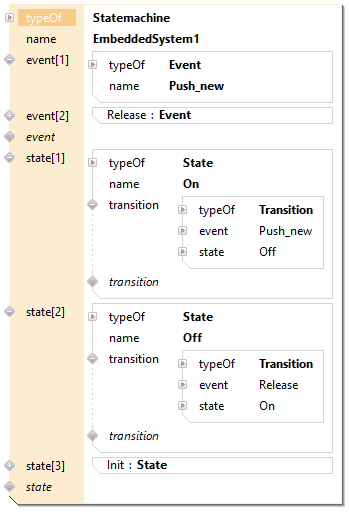 typeOf Statemachine
name EmbeddedSystem1
event[1]
typeOf Event
name Push_new
event[2] Release : Event
event
state[1]
typeOf State
name On
transition
typeOf Transition
event Push_new
state Off
transition
state[2]
typeOf State
name Off
transition
typeOf Transition
event Release
state On
transition
state[3] Init : State
state